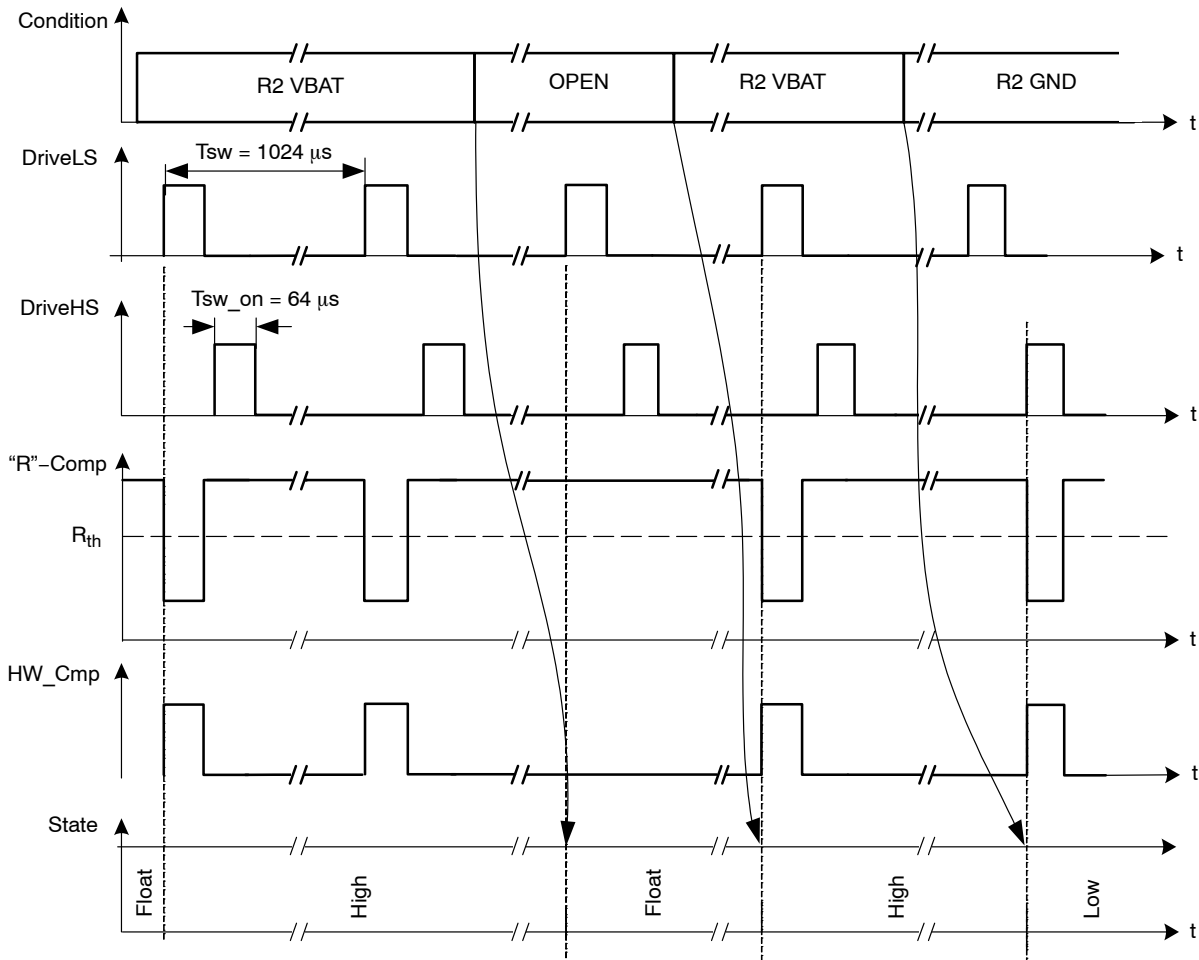 Condition
R2 VBAT
OPEN
R2 VBAT
R2 GND
t
DriveLS
Tsw = 1024 μs
t
DriveHS
Tsw_on = 64 μs
t
“R”−Comp
Rth
t
HW_Cmp
t
State
Float
High
Float
High
Low
t